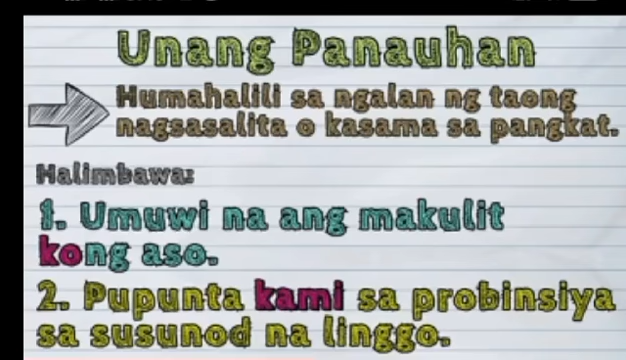 Unang Panauhan
Humahalili sa ngalan ng taong
nagsasalita o kasama sa pangkat.
Halimbawa:
1. Umuwi na ang makulit
kong aso.
2. Pupunta kami sa probinsiya
sa susunod na linggo.